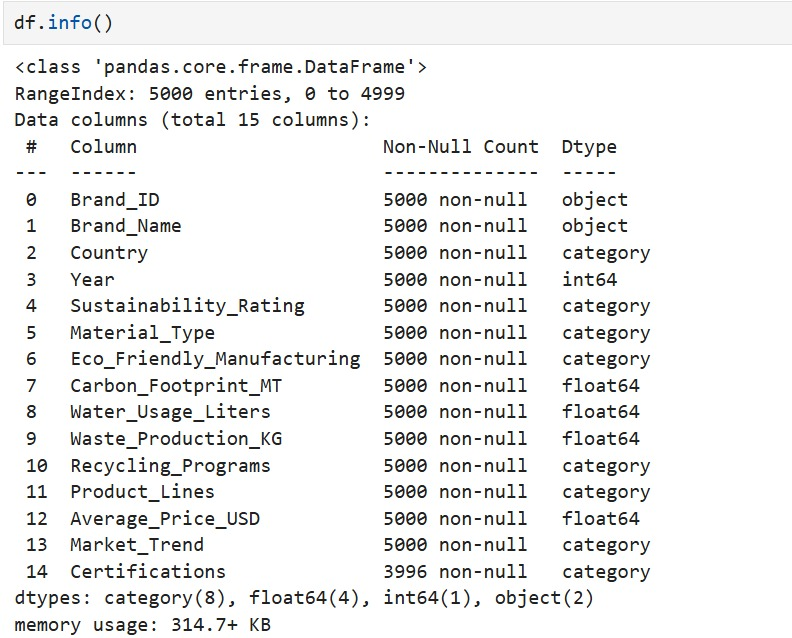 df.info()
<class 'pandas.core.frame.DataFrame'>
RangeIndex: 5000 entries, 0 to 4999
Data columns (total 15 columns):
 #   Column                      Non-Null Count  Dtype
---  ------                      --------------  -----
 0   Brand_ID                    5000 non-null   object
 1   Brand_Name                  5000 non-null   object
 2   Country                     5000 non-null   category
 3   Year                        5000 non-null   int64
 4   Sustainability_Rating       5000 non-null   category
 5   Material_Type               5000 non-null   category
 6   Eco_Friendly_Manufacturing  5000 non-null   category
 7   Carbon_Footprint_MT         5000 non-null   float64
 8   Water_Usage_Liters          5000 non-null   float64
 9   Waste_Production_KG         5000 non-null   float64
 10  Recycling_Programs          5000 non-null   category
 11  Product_Lines               5000 non-null   category
 12  Average_Price_USD           5000 non-null   float64
 13  Market_Trend                5000 non-null   category
 14  Certifications              3996 non-null   category
dtypes: category(8), float64(4), int64(1), object(2)
memory usage: 314.7+ KB